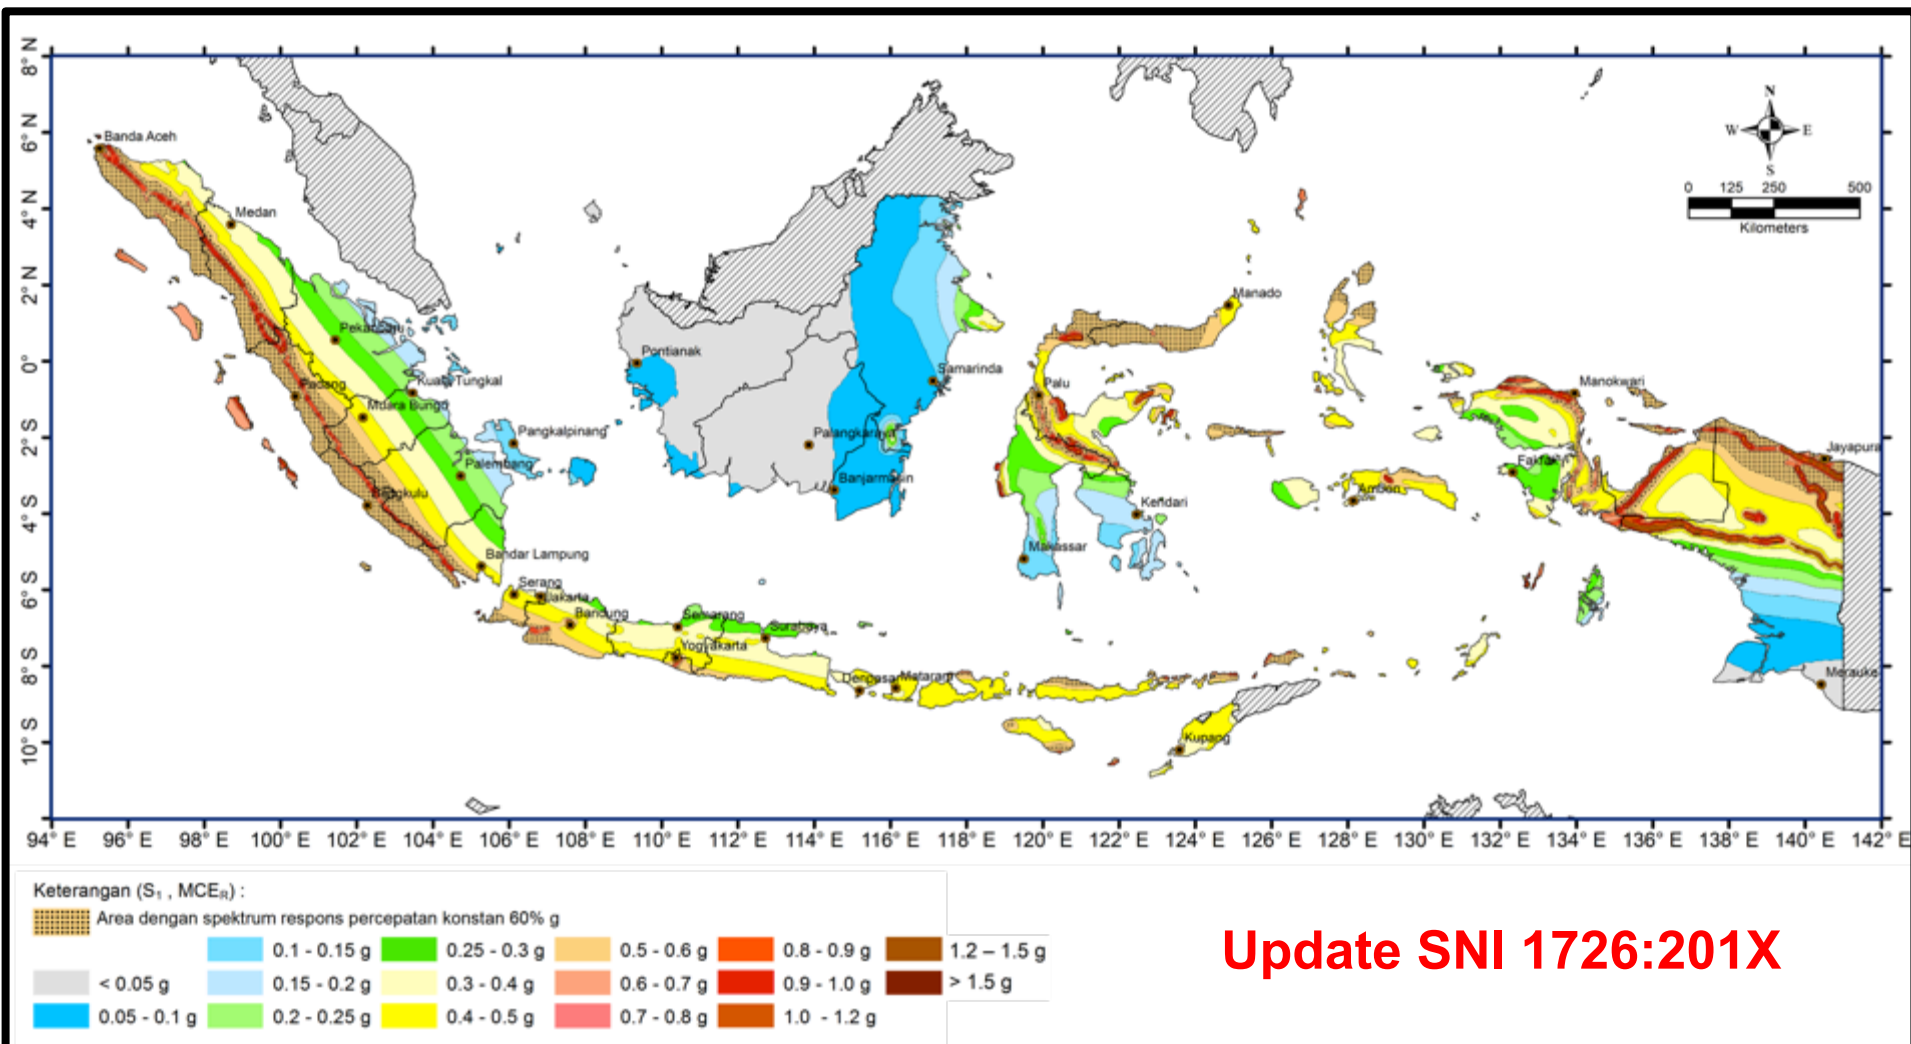 8° N
6° N
4° N
2° N
0°
2° S
4° S
6° S
8° S
10° S
N
W E
S
0 125 250 500
Kilometers
Banda Aceh
Medan
Manado
Pekanbaru
Pontianak
Samarinda
Kuala Tungkal
Padang
Muara Bungo
Palu
Manokwari
Pangkalpinang
Palangkaraya
Palembang
Jayapura
Fakfak
Banjarmasin
Bengkulu
Ambon
Kendari
Makassar
Bandar Lampung
Serang
Jakarta
Bandung
Semarang
Surabaya
Yogyakarta
Denpasar
Mataram
Merauke
Kupang
94° E 96° E 98° E 100° E 102° E 104° E 106° E 108° E 110° E 112° E 114° E 116° E 118° E 120° E 122° E 124° E 126° E 128° E 130° E 132° E 134° E 136° E 138° E 140° E 142° E
Keterangan (S₁ , MCEᵣ) :
Area dengan spektrum respons percepatan konstan 60% g
0.1 - 0.15 g 0.25 - 0.3 g 0.5 - 0.6 g 0.8 - 0.9 g 1.2 – 1.5 g
< 0.05 g 0.15 - 0.2 g 0.3 - 0.4 g 0.6 - 0.7 g 0.9 - 1.0 g > 1.5 g
0.05 - 0.1 g 0.2 - 0.25 g 0.4 - 0.5 g 0.7 - 0.8 g 1.0 - 1.2 g
Update SNI 1726:201X